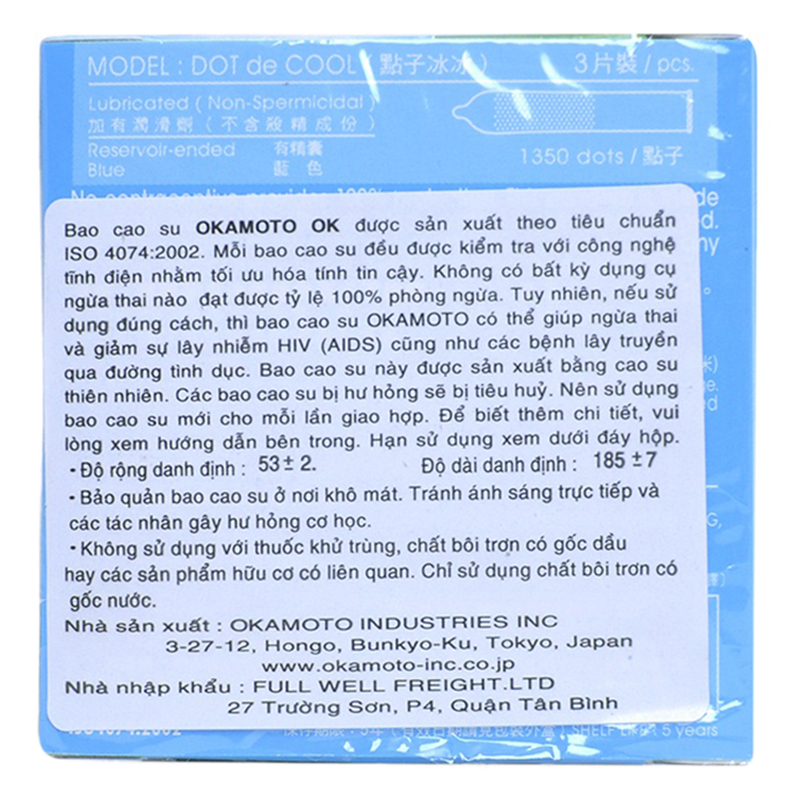 MODEL : DOT de COOL ( 點子冰冰 ) 3 片裝 / pcs.
Lubricated ( Non-Spermicidal )
加有潤滑劑 ( 不含殺精成份 )
Reservoir-ended 有精囊
Blue 藍色
1350 dots / 點子
de
Bao cao su OKAMOTO OK được sản xuất theo tiêu chuẩn
ISO 4074:2002. Mỗi bao cao su đều được kiểm tra với công nghệ
tĩnh điện nhằm tối ưu hóa tính tin cậy. Không có bất kỳ dụng cụ
ngừa thai nào đạt được tỷ lệ 100% phòng ngừa. Tuy nhiên, nếu sử
dụng đúng cách, thì bao cao su OKAMOTO có thể giúp ngừa thai
và giảm sự lây nhiễm HIV (AIDS) cũng như các bệnh lây truyền
qua đường tình dục. Bao cao su này được sản xuất bằng cao su
thiên nhiên. Các bao cao su bị hư hỏng sẽ bị tiêu huỷ. Nên sử dụng
bao cao su mới cho mỗi lần giao hợp. Để biết thêm chi tiết, vui
lòng xem hướng dẫn bên trong. Hạn sử dụng xem dưới đáy hộp.
• Độ rộng danh định : 53± 2. Độ dài danh định : 185 ±7
• Bảo quản bao cao su ở nơi khô mát. Tránh ánh sáng trực tiếp và
các tác nhân gây hư hỏng cơ học.
• Không sử dụng với thuốc khử trùng, chất bôi trơn có gốc dầu
hay các sản phẩm hữu cơ có liên quan. Chỉ sử dụng chất bôi trơn có
gốc nước.
Nhà sản xuất : OKAMOTO INDUSTRIES INC
3-27-12, Hongo, Bunkyo-Ku, Tokyo, Japan
www.okamoto-inc.co.jp
Nhà nhập khẩu : FULL WELL FREIGHT.LTD
27 Trường Sơn, P4, Quận Tân Bình
ISO4074:2002 SHELF LIFE: 5 years